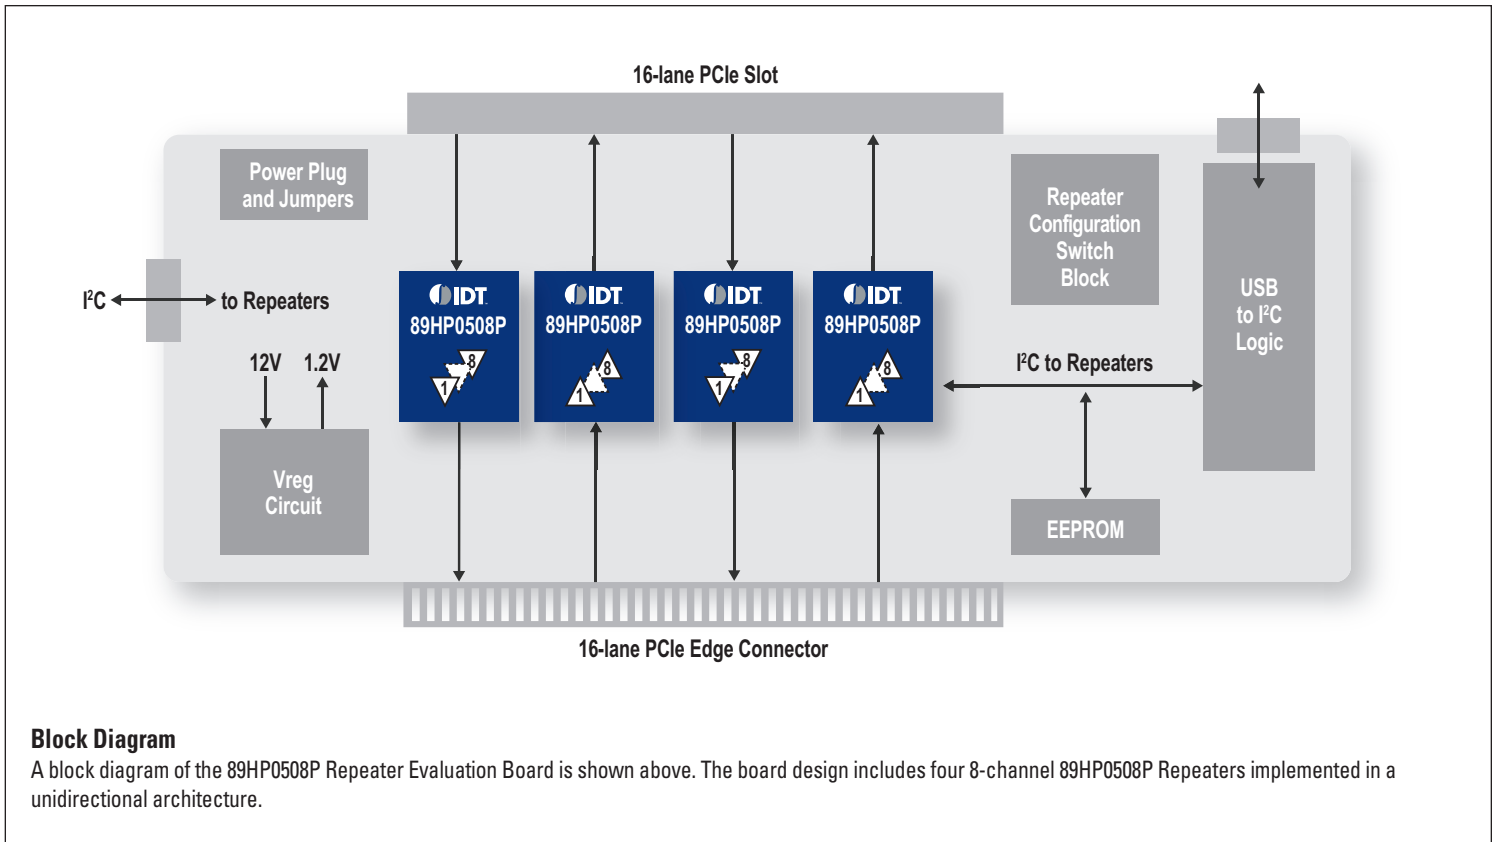 16-lane PCIe Slot
Power Plug
and Jumpers
Repeater
Configuration
Switch
Block
USB
to I²C
Logic
I²C
to Repeaters
IDT
89HP0508P
8
1
IDT
89HP0508P
8
1
IDT
89HP0508P
8
1
IDT
89HP0508P
8
1
12V
1.2V
I²C to Repeaters
Vreg
Circuit
EEPROM
16-lane PCIe Edge Connector
Block Diagram
A block diagram of the 89HP0508P Repeater Evaluation Board is shown above. The board design includes four 8-channel 89HP0508P Repeaters implemented in a
unidirectional architecture.